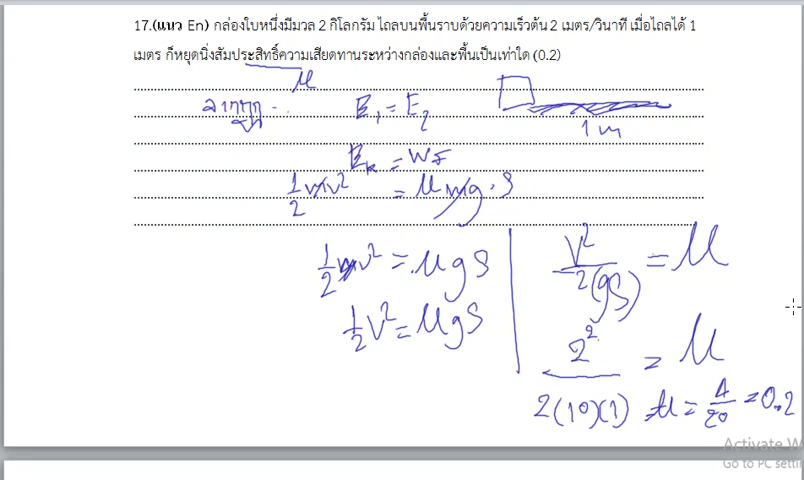 17.(แนว En) กล่องใบหนึ่งมีมวล 2 กิโลกรัม ไถลบนพื้นราบด้วยความเร็วต้น 2 เมตร/วินาที เมื่อไถลได้ 1
เมตร ก็หยุดนิ่งสัมประสิทธิ์ความเสียดทานระหว่างกล่องและพื้นเป็นเท่าใด (0.2)
μ
จากกฎ E₁ = E₂
1 m
Eₖ = W
1/2 mv² = μmg·S
1/2 mv² = μgS
1/2 v² = μgS
v²/2(gS) = μ
2²/2(10)(1) = μ
μ = 4/20 = 0.2
Activate W
Go to PC setti